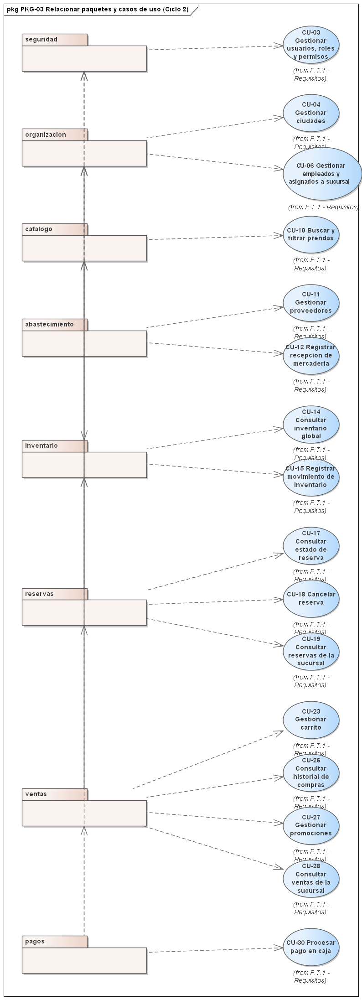 pkg PKG-03 Relacionar paquetes y casos de uso (Ciclo 2)
seguridad
CU-03
Gestionar
usuarios, roles
y permisos
(from F.T.1 -
Requisitos)
CU-04
Gestionar
ciudades
organizacion
(from F.T.1 -
Requisitos)
CU-06 Gestionar
empleados y
asignarlos a sucursal
(from F.T.1 - Requisitos)
catalogo
CU-10 Buscar y
filtrar prendas
(from F.T.1 -
Requisitos)
CU-11
Gestionar
proveedores
abastecimiento
(from F.T.1 -
Requisitos)
CU-12 Registrar
recepcion de
mercaderia
(from F.T.1 -
Requisitos)
CU-14
Consultar
inventario
global
inventario
(from F.T.1 -
Requisitos)
CU-15 Registrar
movimiento de
inventario
(from F.T.1 -
Requisitos)
CU-17
Consultar
estado de
reserva
(from F.T.1 -
Requisitos)
reservas
CU-18 Cancelar
reserva
(from F.T.1 -
Requisitos)
CU-19
Consultar
reservas de la
sucursal
(from F.T.1 -
Requisitos)
CU-23
Gestionar
carrito
(from F.T.1 -
Requisitos)
CU-26
Consultar
historial de
compras
ventas
(from F.T.1 -
Requisitos)
CU-27
Gestionar
promociones
(from F.T.1 -
Requisitos)
CU-28
Consultar
ventas de la
sucursal
(from F.T.1 -
Requisitos)
pagos
CU-30 Procesar
pago en caja
(from F.T.1 -
Requisitos)